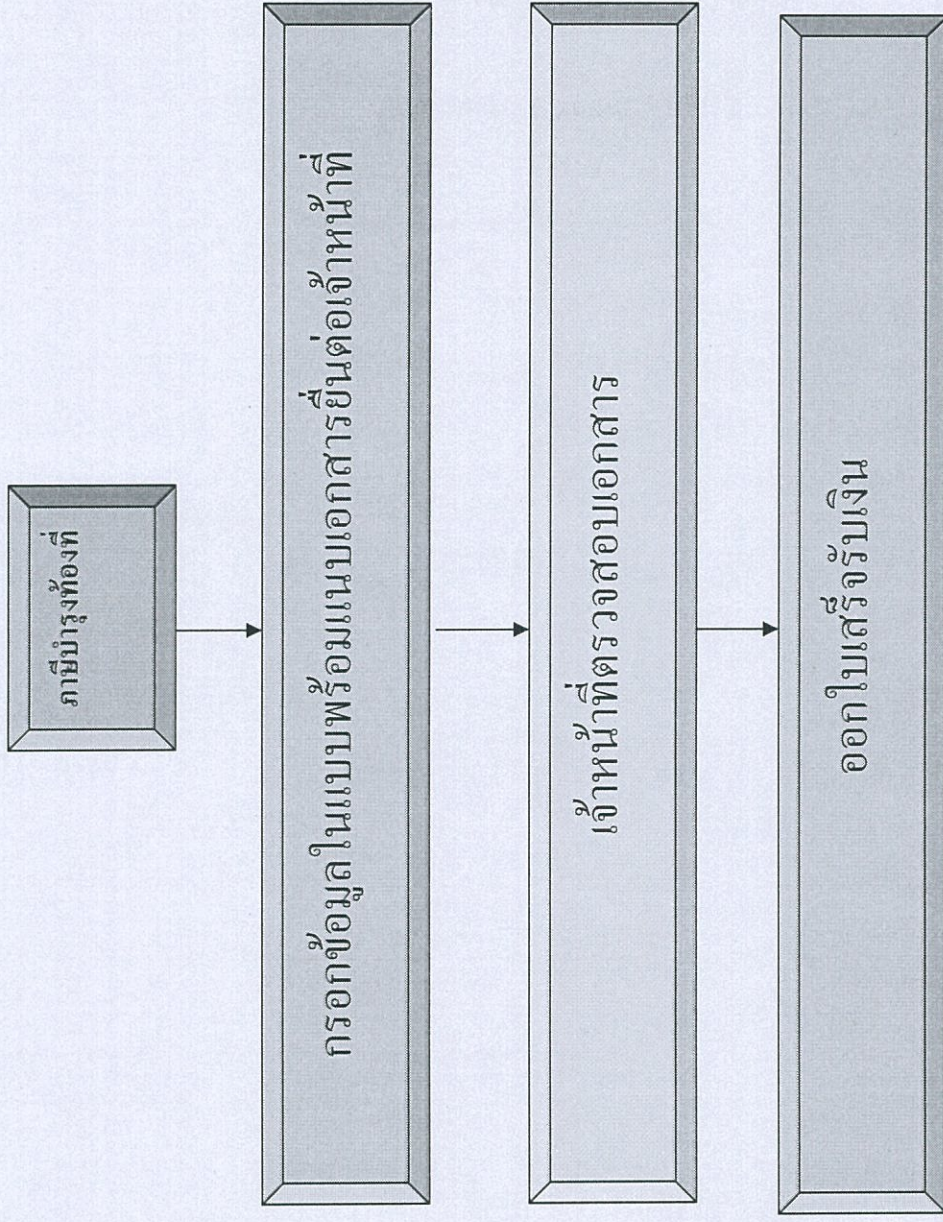 ภาษีบำรุงท้องที่
กรอกข้อมูลในแบบพร้อมแนบเอกสารยื่นต่อเจ้าหน้าที่
เจ้าหน้าที่ตรวจสอบเอกสาร
ออกใบเสร็จรับเงิน